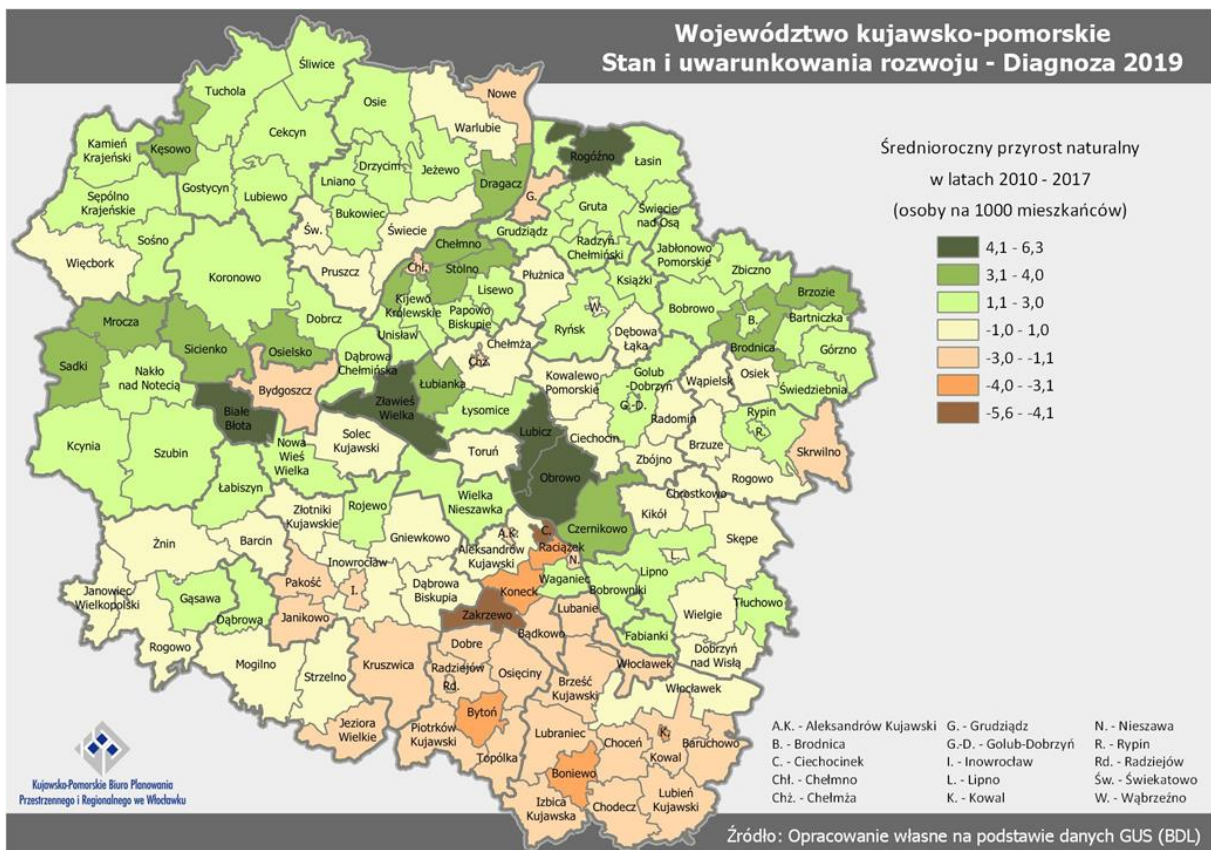 Województwo kujawsko-pomorskie
Stan i uwarunkowania rozwoju - Diagnoza 2019
Średnioroczny przyrost naturalny
w latach 2010 - 2017
(osoby na 1000 mieszkańców)
4,1 - 6,3
3,1 - 4,0
1,1 - 3,0
-1,0 - 1,0
-3,0 - -1,1
-4,0 - -3,1
-5,6 - -4,1
Śliwice
Tuchola
Osie
Nowe
Warlubie
Cekcyn
Kamień
Krajeński
Kęsowo
Rogóźno
Łasin
Drzycim
Jeżewo
Lniano
Dragacz
G.
Gostycyn
Lubiewo
Sępólno
Krajeńskie
Bukowiec
Gruta
Święcie
nad Osą
Sośno
Św.
Świecie
Grudziądz
Radzyń
Chełmiński
Jabłonowo
Pomorskie
Więcbork
Koronowo
Pruszcz
Chełmno
Chł.
Stolno
Płużnica
Książki
Zbiczno
Brzozie
Kijewo
Królewskie
Lisewo
Papowo
Biskupie
W.
Bobrowo
Bartniczka
B.
Mrocza
Dobrcz
Unisław
Ryńsk
Dębowa
Łąka
Brodnica
Górzno
Sicienko
Osielsko
Chełmża
Chż.
Sadki
Nakło
nad Notecią
Dąbrowa
Chełmińska
Kowalewo
Pomorskie
Golub
-Dobrzyń
Wąpielsk
Osiek
Świedziebnia
Bydgoszcz
Łubianka
G.-D.
Radomin
Rypin
R.
Białe
Błota
Zławieś
Wielka
Łysomice
Lubicz
Ciechocin
Brzuze
Skrwilno
Kcynia
Szubin
Nowa
Wieś
Wielka
Solec
Kujawski
Toruń
Zbójno
Rogowo
Obrowo
Łabiszyn
Rojewo
Wielka
Nieszawka
Chrostkowo
Kikół
Złotniki
Kujawskie
Czernikowo
Skępe
Żnin
Barcin
Gniewkowo
A.K.
C.
Aleksandrów
Kujawski
Raciążek
N.
L.
Inowrocław
Pakość
I.
Dąbrowa
Biskupia
Koneck
Waganiec
Bobrowniki
Lipno
Tłuchowo
Janowiec
Wielkopolski
Gąsawa
Dąbrowa
Janikowo
Zakrzewo
Lubanie
Wielgie
Bądkowo
Fabianki
Rogowo
Mogilno
Strzelno
Kruszwica
Dobre
Dobrzyń
nad Wisłą
Radziejów
Rd.
Osięciny
Brześć
Kujawski
Włocławek
Włocławek
Jeziora
Wielkie
Piotrków
Kujawski
Bytoń
Lubraniec
Choceń
K.
Kowal
Baruchowo
Topólka
Boniewo
Izbica
Kujawska
Chodecz
Lubień
Kujawski
A.K. - Aleksandrów Kujawski
B. - Brodnica
C. - Ciechocinek
Chł. - Chełmno
Chż. - Chełmża
G. - Grudziądz
G.-D. - Golub-Dobrzyń
I. - Inowrocław
L. - Lipno
K. - Kowal
N. - Nieszawa
R. - Rypin
Rd. - Radziejów
Św. - Świekatowo
W. - Wąbrzeźno
Kujawsko-Pomorskie Biuro Planowania
Przestrzennego i Regionalnego we Włocławku
Źródło: Opracowanie własne na podstawie danych GUS (BDL)